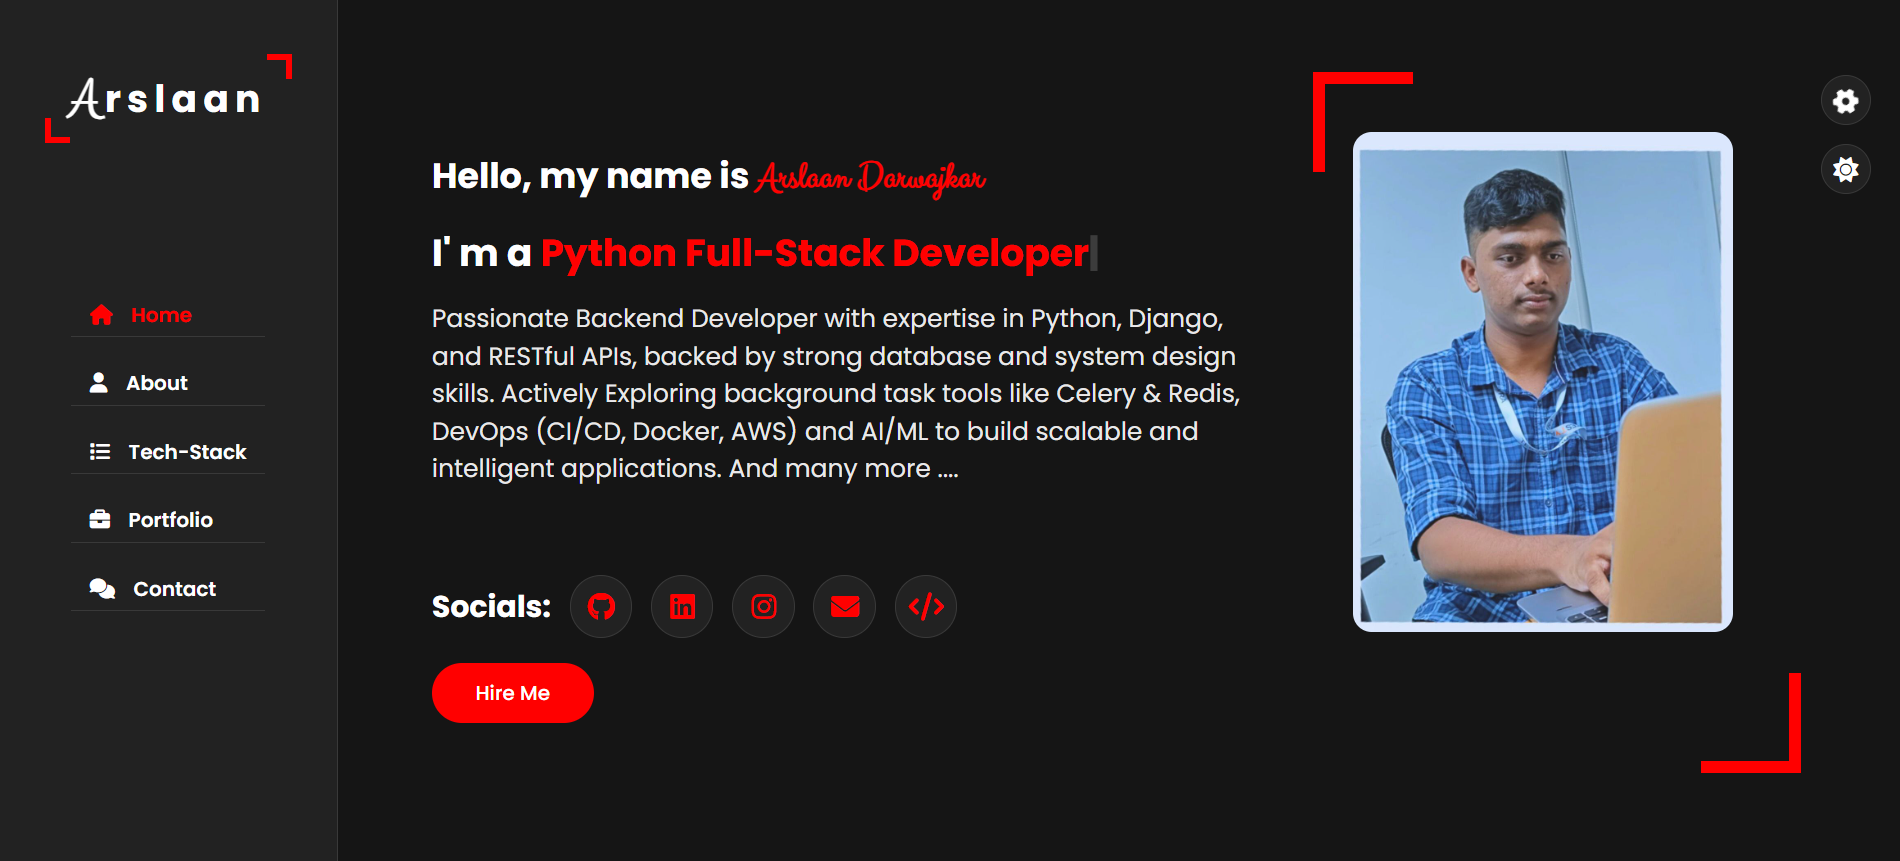 Arslaan
Home
About
Tech-Stack
Portfolio
Contact
Hello, my name is Arslaan Darwajkar
I' m a Python Full-Stack Developer
Passionate Backend Developer with expertise in Python, Django,
and RESTful APIs, backed by strong database and system design
skills. Actively Exploring background task tools like Celery & Redis,
DevOps (CI/CD, Docker, AWS) and AI/ML to build scalable and
intelligent applications. And many more ....
Socials:
Hire Me